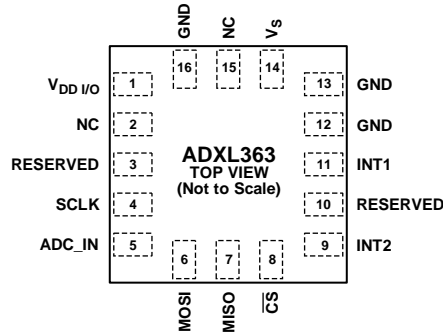 GND
NC
VS
16
15
14
VDD I/O
1
13
GND
NC
2
12
GND
RESERVED
3
11
INT1
SCLK
4
10
RESERVED
ADC_IN
5
9
INT2
ADXL363
TOP VIEW
(Not to Scale)
6
7
8
MOSI
MISO
C̅S̅